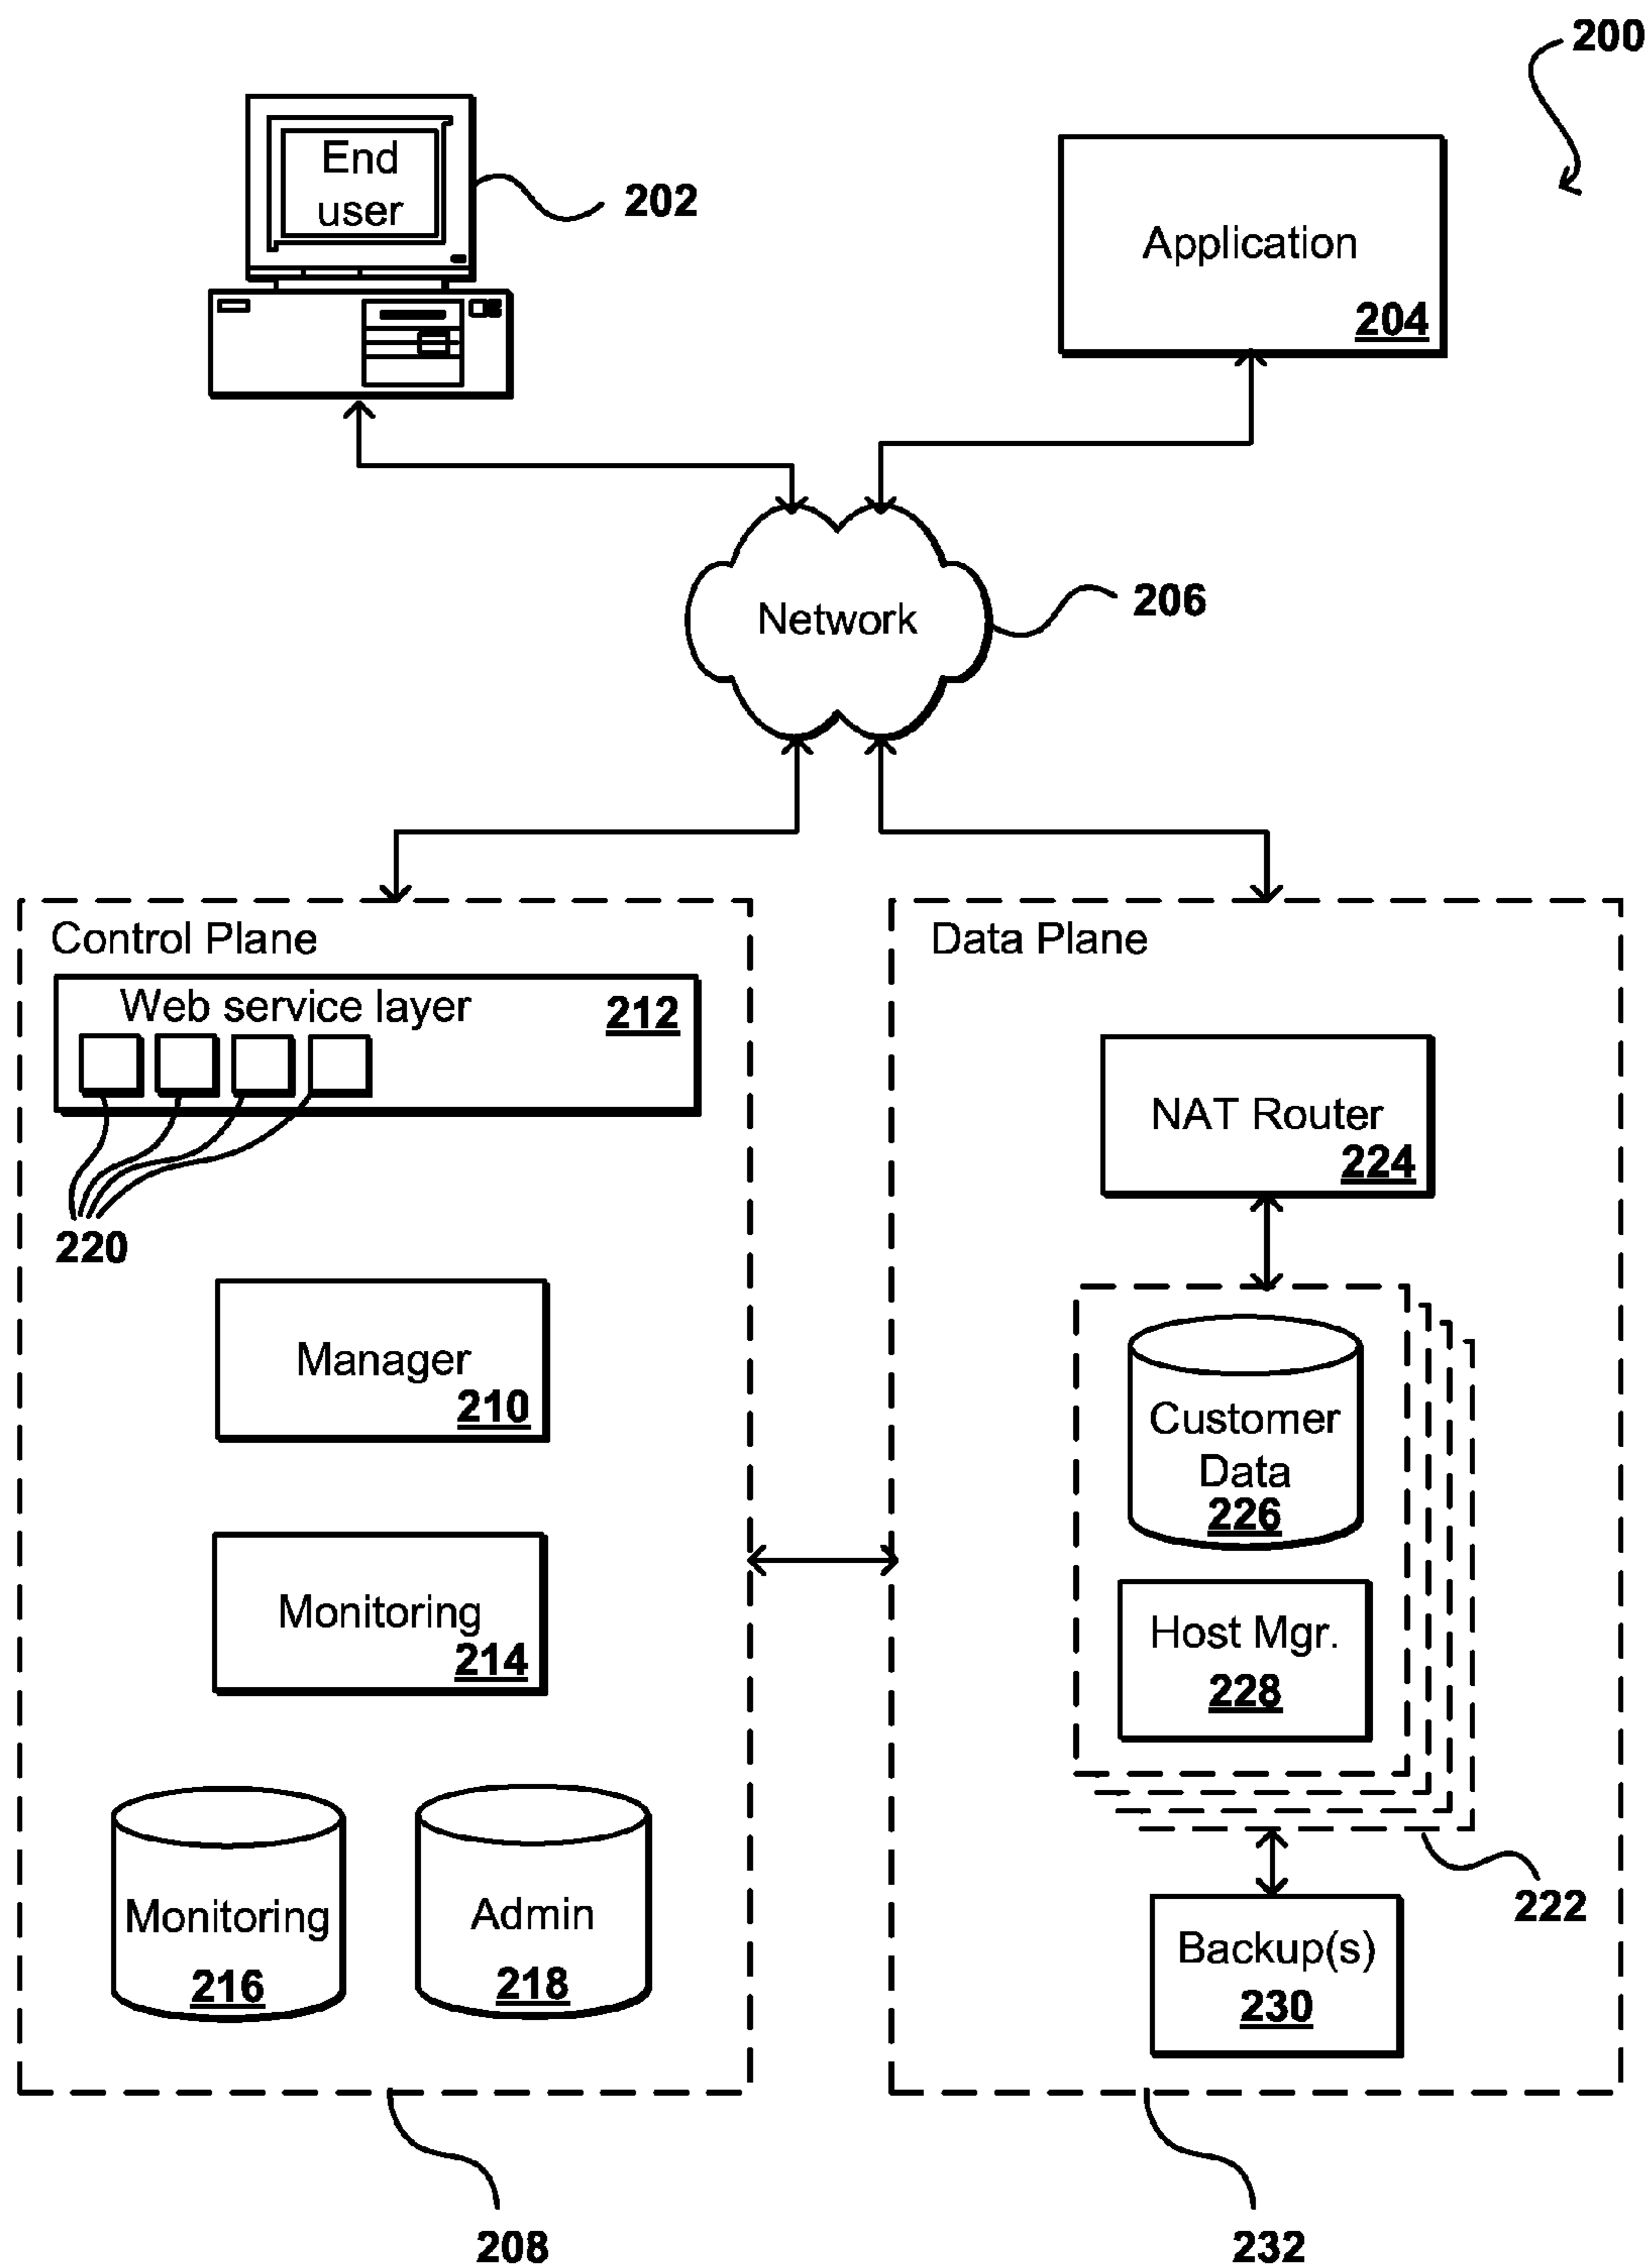 200
End
user
202
Application
204
Network
206
Control Plane
Web service layer
212
220
Manager
210
Monitoring
214
Monitoring
216
Admin
218
208
Data Plane
NAT Router
224
Customer
Data
226
Host Mgr.
228
222
Backup(s)
230
232